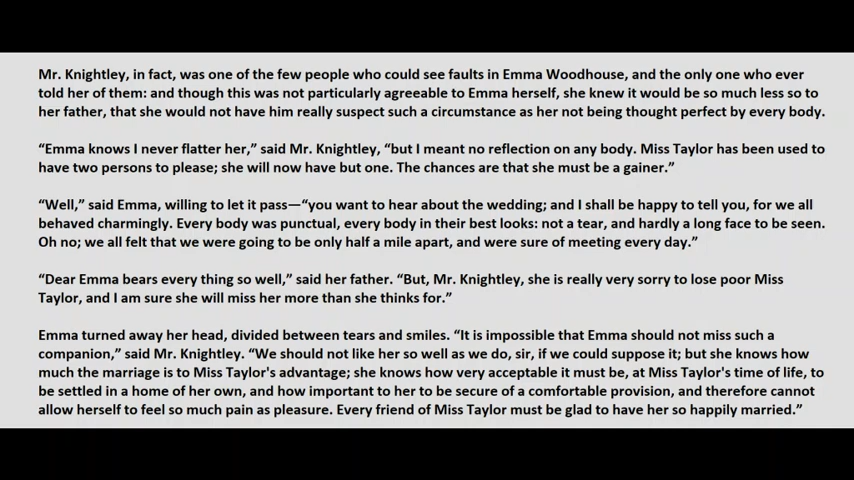 Mr. Knightley, in fact, was one of the few people who could see faults in Emma Woodhouse, and the only one who ever
told her of them: and though this was not particularly agreeable to Emma herself, she knew it would be so much less so to
her father, that she would not have him really suspect such a circumstance as her not being thought perfect by every body.
“Emma knows I never flatter her,” said Mr. Knightley, “but I meant no reflection on any body. Miss Taylor has been used to
have two persons to please; she will now have but one. The chances are that she must be a gainer.”
“Well,” said Emma, willing to let it pass—“you want to hear about the wedding; and I shall be happy to tell you, for we all
behaved charmingly. Every body was punctual, every body in their best looks: not a tear, and hardly a long face to be seen.
Oh no; we all felt that we were going to be only half a mile apart, and were sure of meeting every day.”
“Dear Emma bears every thing so well,” said her father. “But, Mr. Knightley, she is really very sorry to lose poor Miss
Taylor, and I am sure she will miss her more than she thinks for.”
Emma turned away her head, divided between tears and smiles. “It is impossible that Emma should not miss such a
companion,” said Mr. Knightley. “We should not like her so well as we do, sir, if we could suppose it; but she knows how
much the marriage is to Miss Taylor's advantage; she knows how very acceptable it must be, at Miss Taylor's time of life, to
be settled in a home of her own, and how important to her to be secure of a comfortable provision, and therefore cannot
allow herself to feel so much pain as pleasure. Every friend of Miss Taylor must be glad to have her so happily married.”